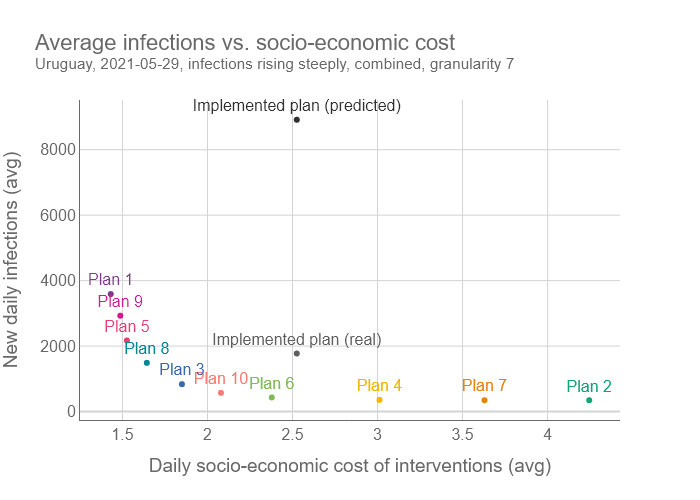 Average infections vs. socio-economic cost
Uruguay, 2021-05-29, infections rising steeply, combined, granularity 7
Implemented plan (predicted)
8000
6000
4000
2000
0
New daily infections (avg)
Plan 1
Plan 9
Plan 5
Plan 8
Implemented plan (real)
Plan 3
Plan 10
Plan 6
Plan 4
Plan 7
Plan 2
1.5
2
2.5
3
3.5
4
Daily socio-economic cost of interventions (avg)